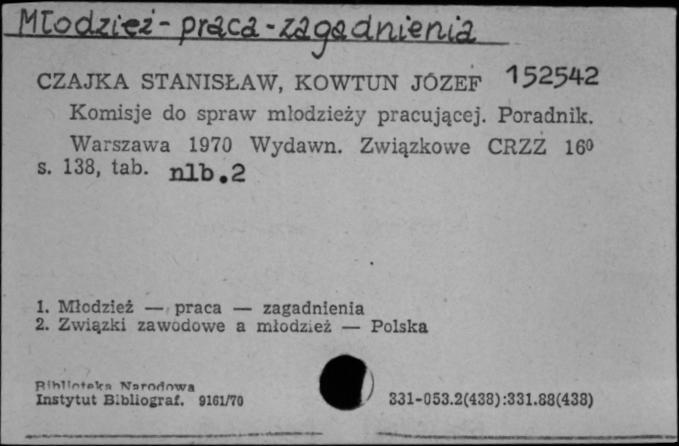 Młodzież - praca - zagadnienia
CZAJKA STANISŁAW, KOWTUN JÓZEF 152542
Komisje do spraw młodzieży pracującej. Poradnik.
Warszawa 1970 Wydawn. Związkowe CRZZ 16⁰
s. 138, tab. nlb. 2
1. Młodzież — praca — zagadnienia
2. Związki zawodowe a młodzież — Polska
Biblioteka Narodowa
Instytut Bibliograf. 9161/70
331-053.2(438):331.88(438)